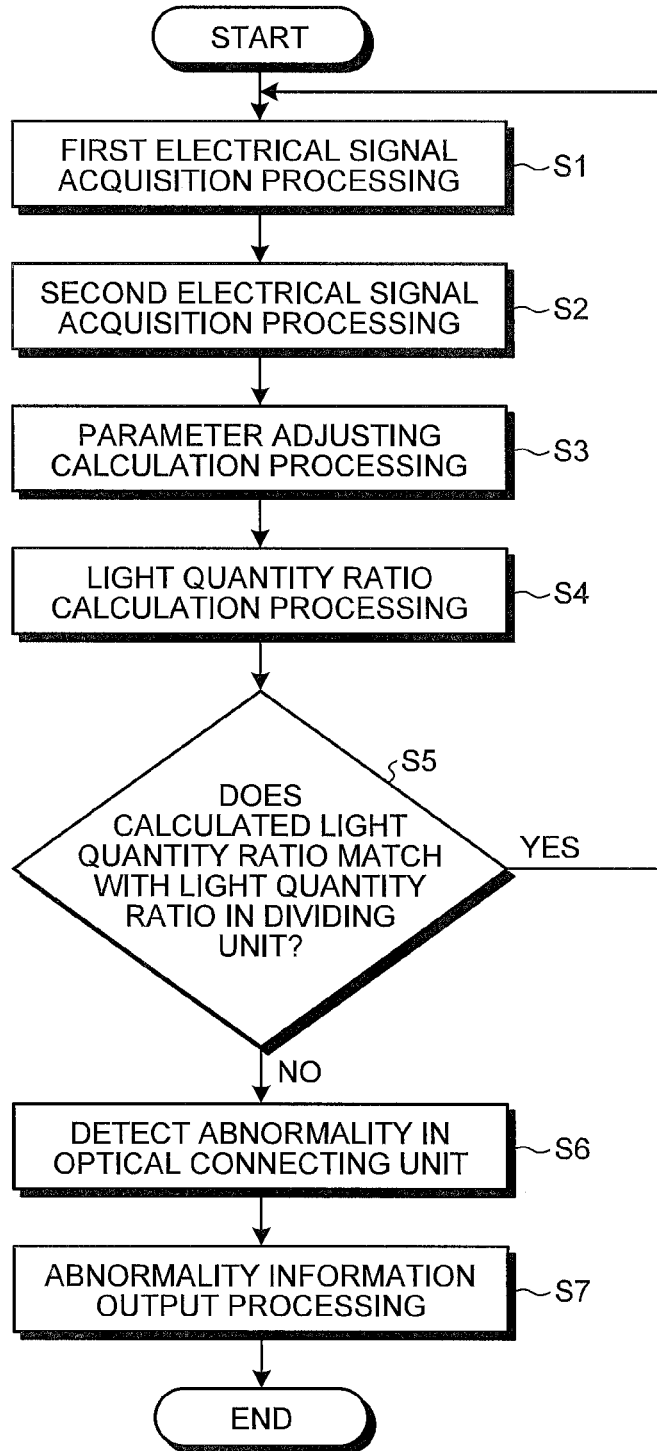 START
FIRST ELECTRICAL SIGNAL
ACQUISITION PROCESSING
S1
SECOND ELECTRICAL SIGNAL
ACQUISITION PROCESSING
S2
PARAMETER ADJUSTING
CALCULATION PROCESSING
S3
LIGHT QUANTITY RATIO
CALCULATION PROCESSING
S4
S5
DOES
CALCULATED LIGHT
QUANTITY RATIO MATCH
WITH LIGHT QUANTITY
RATIO IN DIVIDING
UNIT?
YES
NO
DETECT ABNORMALITY IN
OPTICAL CONNECTING UNIT
S6
ABNORMALITY INFORMATION
OUTPUT PROCESSING
S7
END